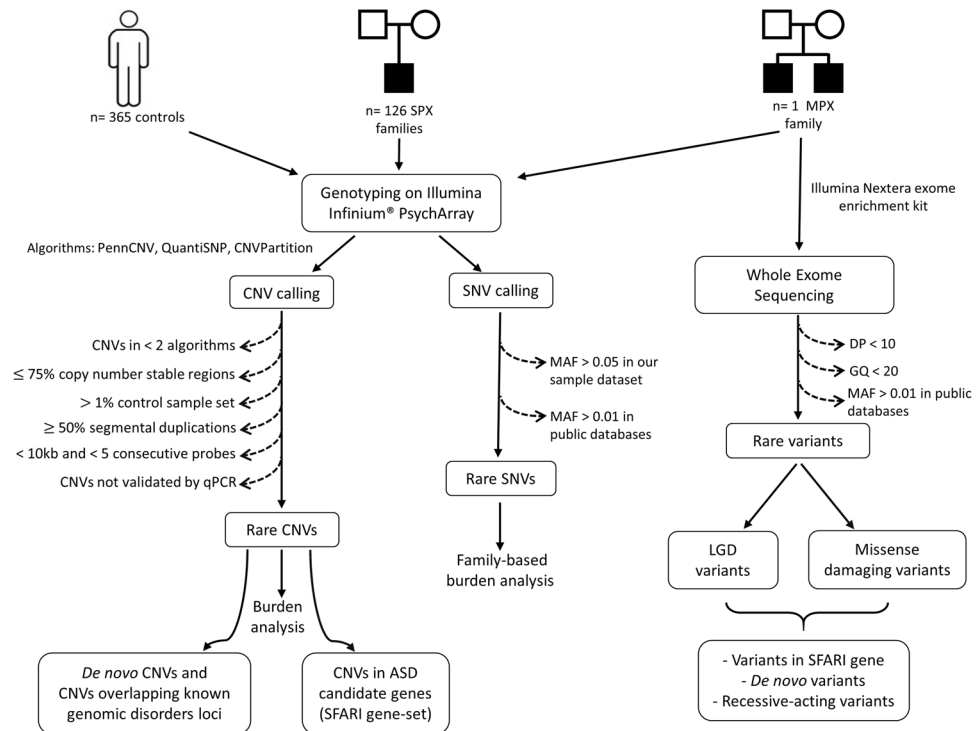 n= 365 controls
n= 126 SPX
families
n= 1 MPX
family
Genotyping on Illumina
Infinium® PsychArray
Illumina Nextera exome
enrichment kit
Algorithms: PennCNV, QuantiSNP, CNVPartition
CNV calling
SNV calling
Whole Exome
Sequencing
CNVs in < 2 algorithms
≤ 75% copy number stable regions
> 1% control sample set
≥ 50% segmental duplications
< 10kb and < 5 consecutive probes
CNVs not validated by qPCR
MAF > 0.05 in our
sample dataset
MAF > 0.01 in
public databases
DP < 10
GQ < 20
MAF > 0.01 in public
databases
Rare CNVs
Rare SNVs
Rare variants
Burden
analysis
Family-based
burden analysis
LGD
variants
Missense
damaging variants
De novo CNVs and
CNVs overlapping known
genomic disorders loci
CNVs in ASD
candidate genes
(SFARI gene-set)
- Variants in SFARI gene
- De novo variants
- Recessive-acting variants